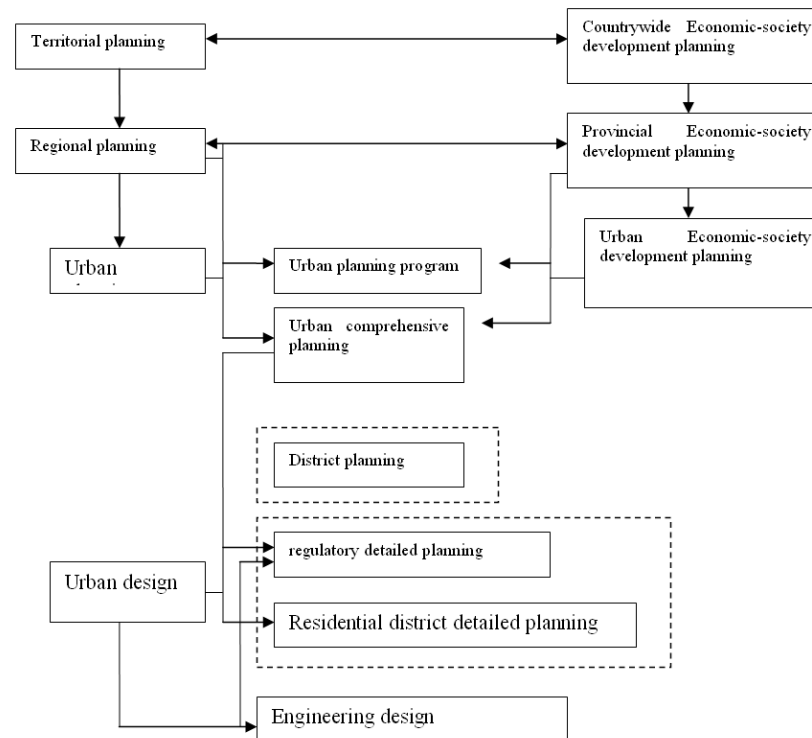 Territorial planning
Countrywide Economic-society
development planning
Regional planning
Provincial Economic-society
development planning
Urban
Urban planning program
Urban Economic-society
development planning
Urban comprehensive
planning
District planning
regulatory detailed planning
Urban design
Residential district detailed planning
Engineering design